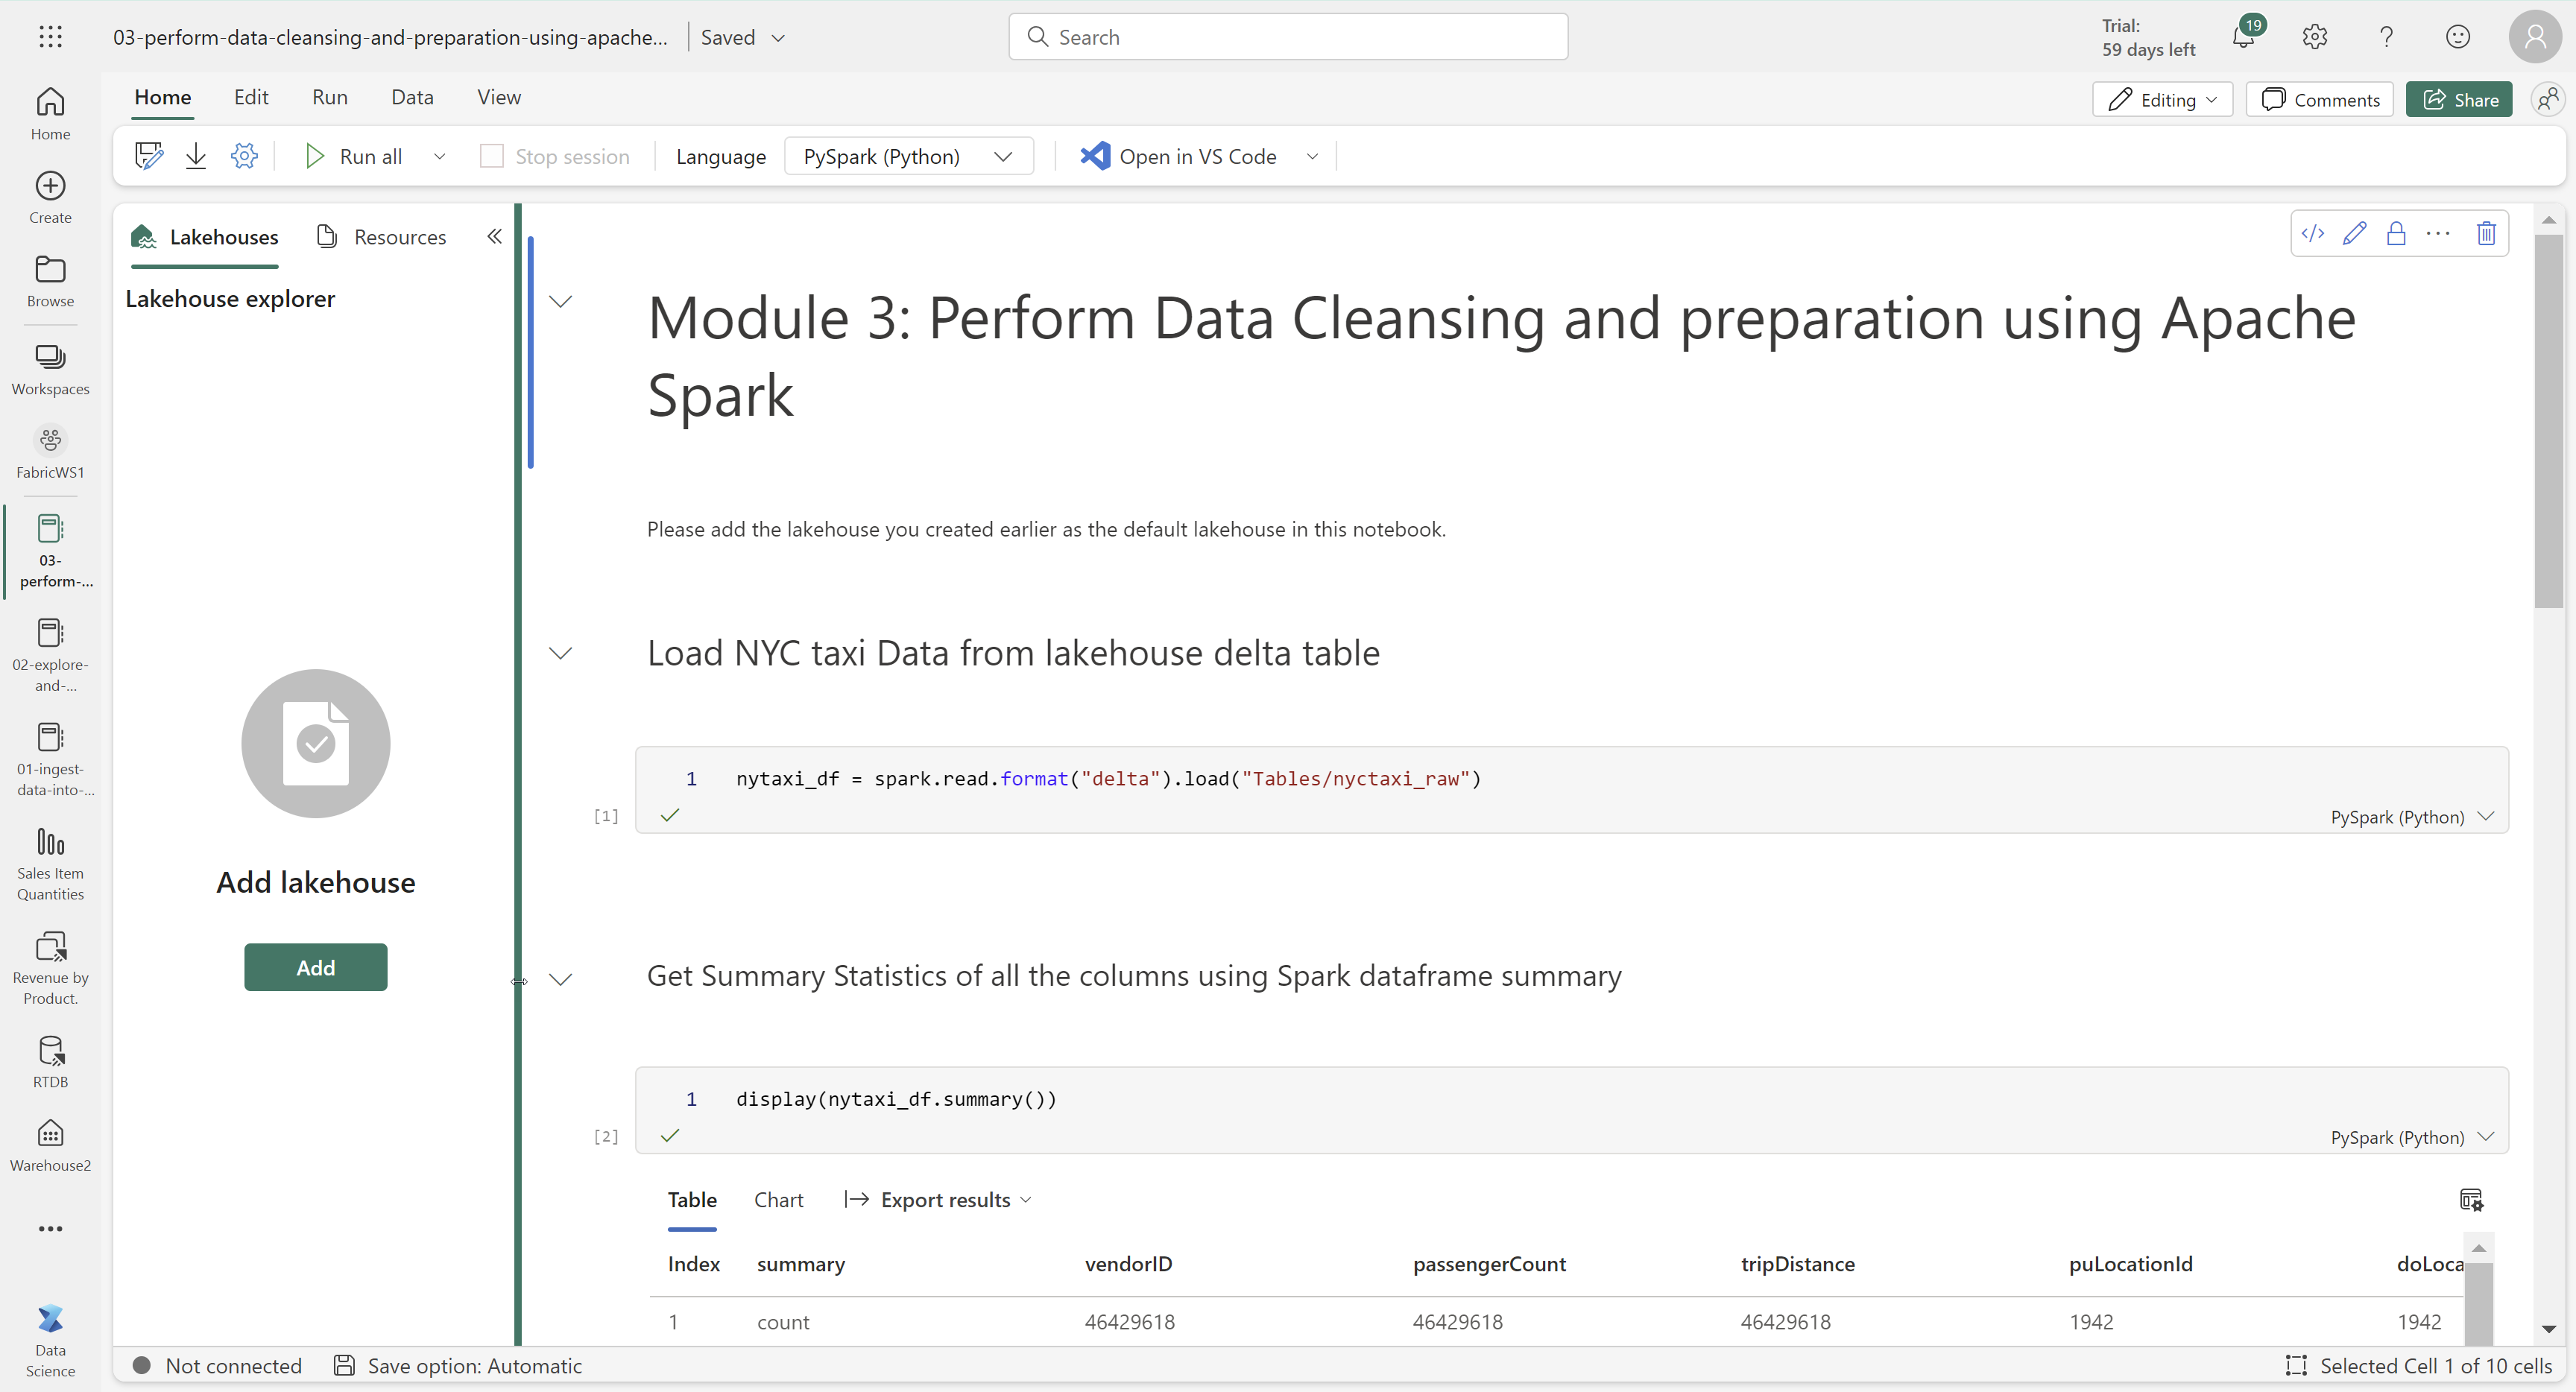 03-perform-data-cleansing-and-preparation-using-apache...
Saved
Search
Trial:
59 days left
19
Home
Edit
Run
Data
View
Editing
Comments
Share
Run all
Stop session
Language
PySpark (Python)
Open in VS Code
Home
Create
Browse
Workspaces
FabricWS1
03-
perform-...
02-explore-
and-...
01-ingest-
data-into-...
Sales Item
Quantities
Revenue by
Product.
RTDB
Warehouse2
Data
Science
Lakehouses
Resources
Lakehouse explorer
Add lakehouse
Add
Module 3: Perform Data Cleansing and preparation using Apache
Spark
Please add the lakehouse you created earlier as the default lakehouse in this notebook.
Load NYC taxi Data from lakehouse delta table
1 nytaxi_df = spark.read.format("delta").load("Tables/nyctaxi_raw")
[1]
PySpark (Python)
Get Summary Statistics of all the columns using Spark dataframe summary
1 display(nytaxi_df.summary())
[2]
PySpark (Python)
Table Chart Export results
Index summary vendorID passengerCount tripDistance puLocationId doLoca
1 count 46429618 46429618 46429618 1942 1942
Not connected
Save option: Automatic
Selected Cell 1 of 10 cells